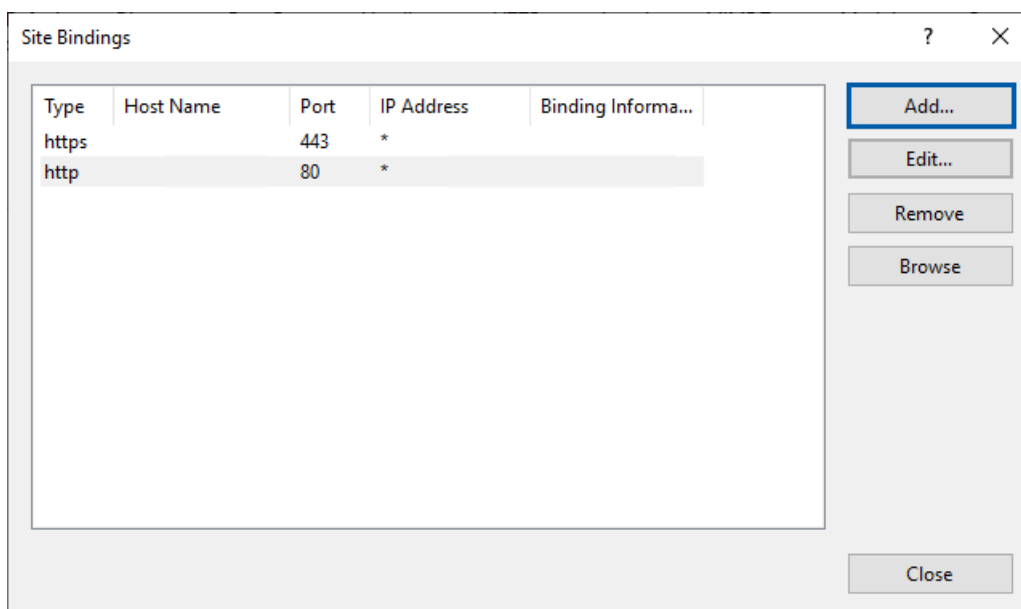 Site Bindings ?
Type Host Name Port IP Address Binding Informa... Add...
https 443 *
Edit...
http 80 *
Remove
Browse
Close